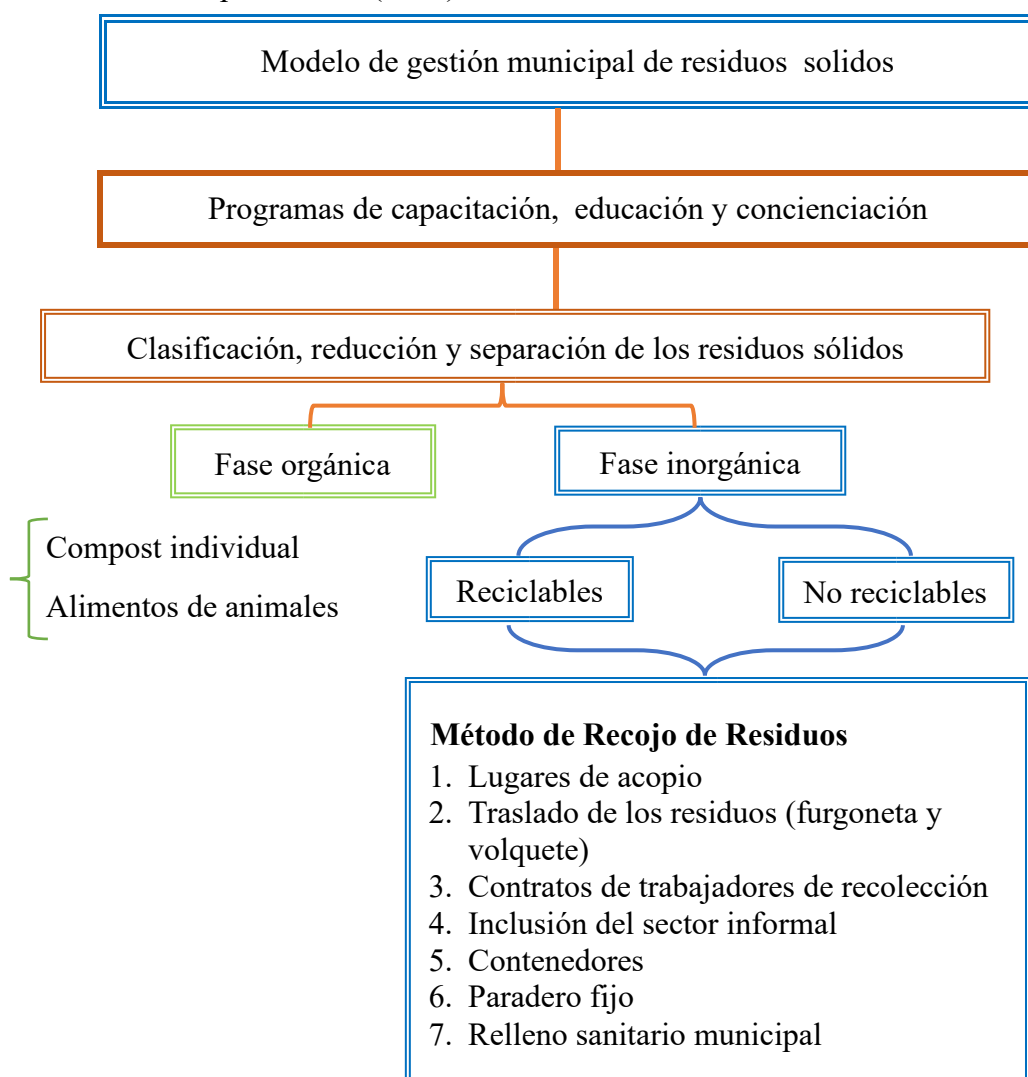 Modelo de gestión municipal de residuos solidos
Programas de capacitación, educación y concienciación
Clasificación, reducción y separación de los residuos sólidos
Fase orgánica
Fase inorgánica
Compost individual
Alimentos de animales
Reciclables
No reciclables
Método de Recojo de Residuos
1. Lugares de acopio
2. Traslado de los residuos (furgoneta y
volquete)
3. Contratos de trabajadores de recolección
4. Inclusión del sector informal
5. Contenedores
6. Paradero fijo
7. Relleno sanitario municipal